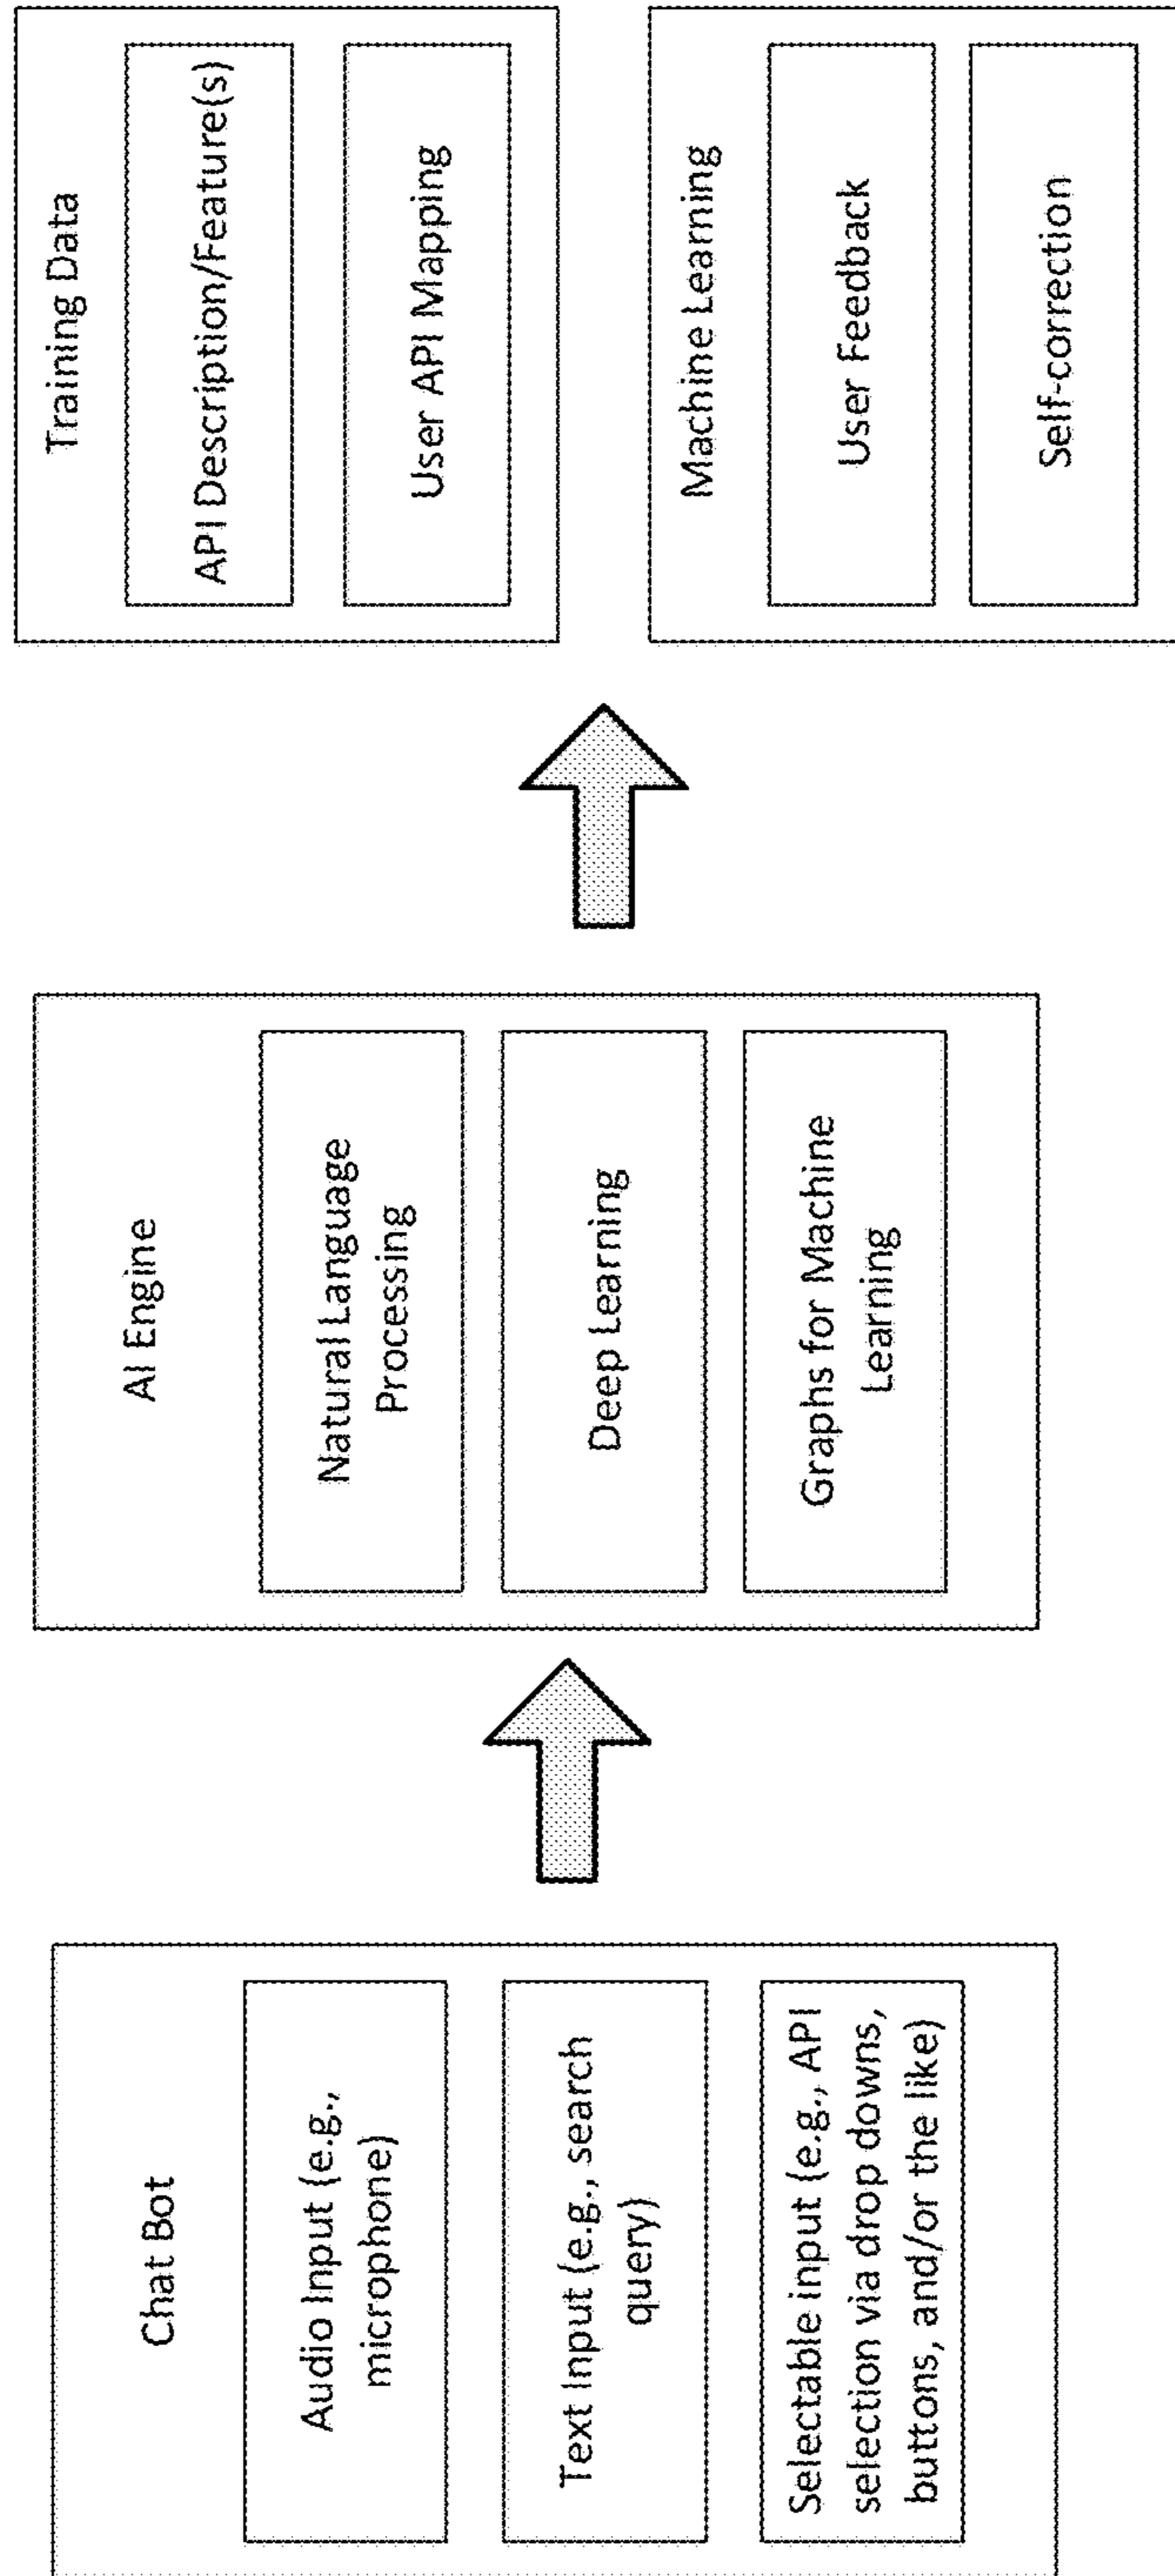 Chat Bot
Audio Input (e.g.,
microphone)
Text Input (e.g., search
query)
Selectable input (e.g., API
selection via drop downs,
buttons, and/or the like)
AI Engine
Natural Language
Processing
Deep Learning
Graphs for Machine
Learning
Training Data
API Description/Feature(s)
User API Mapping
Machine Learning
User Feedback
Self-correction